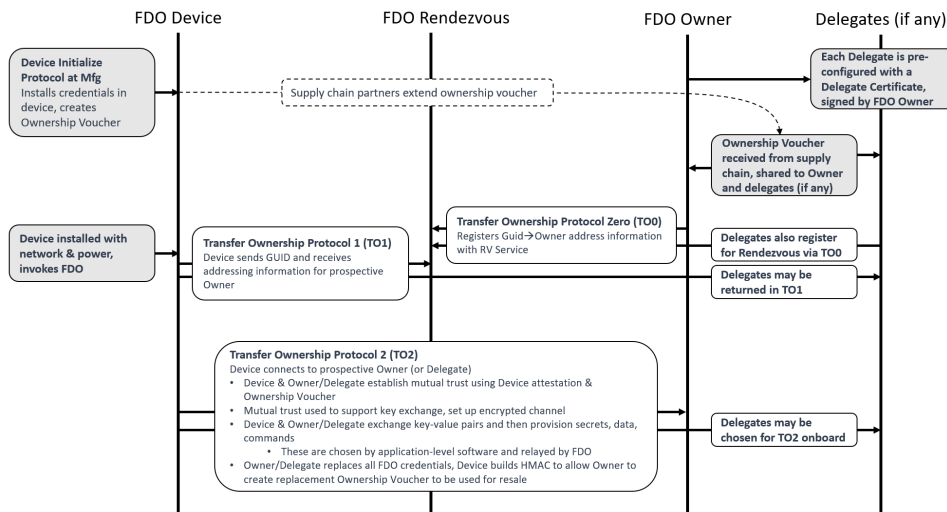 FDO Device
FDO Rendezvous
FDO Owner
Delegates (if any)
Device Initialize
Protocol at Mfg
Installs credentials in
device, creates
Ownership Voucher
Supply chain partners extend ownership voucher
Each Delegate is pre-
configured with a
Delegate Certificate,
signed by FDO Owner
Ownership Voucher
received from supply
chain, shared to Owner
and delegates (if any)
Transfer Ownership Protocol Zero (TO0)
Registers Guid→Owner address information
with RV Service
Delegates also register
for Rendezvous via TO0
Device installed with
network & power,
invokes FDO
Transfer Ownership Protocol 1 (TO1)
Device sends GUID and receives
addressing information for prospective
Owner
Delegates may be
returned in TO1
Transfer Ownership Protocol 2 (TO2)
Device connects to prospective Owner (or Delegate)
• Device & Owner/Delegate establish mutual trust using Device attestation &
Ownership Voucher
• Mutual trust used to support key exchange, set up encrypted channel
• Device & Owner/Delegate exchange key-value pairs and then provision secrets, data,
commands
• These are chosen by application-level software and relayed by FDO
• Owner/Delegate replaces all FDO credentials, Device builds HMAC to allow Owner to
create replacement Ownership Voucher to be used for resale
Delegates may be
chosen for TO2 onboard